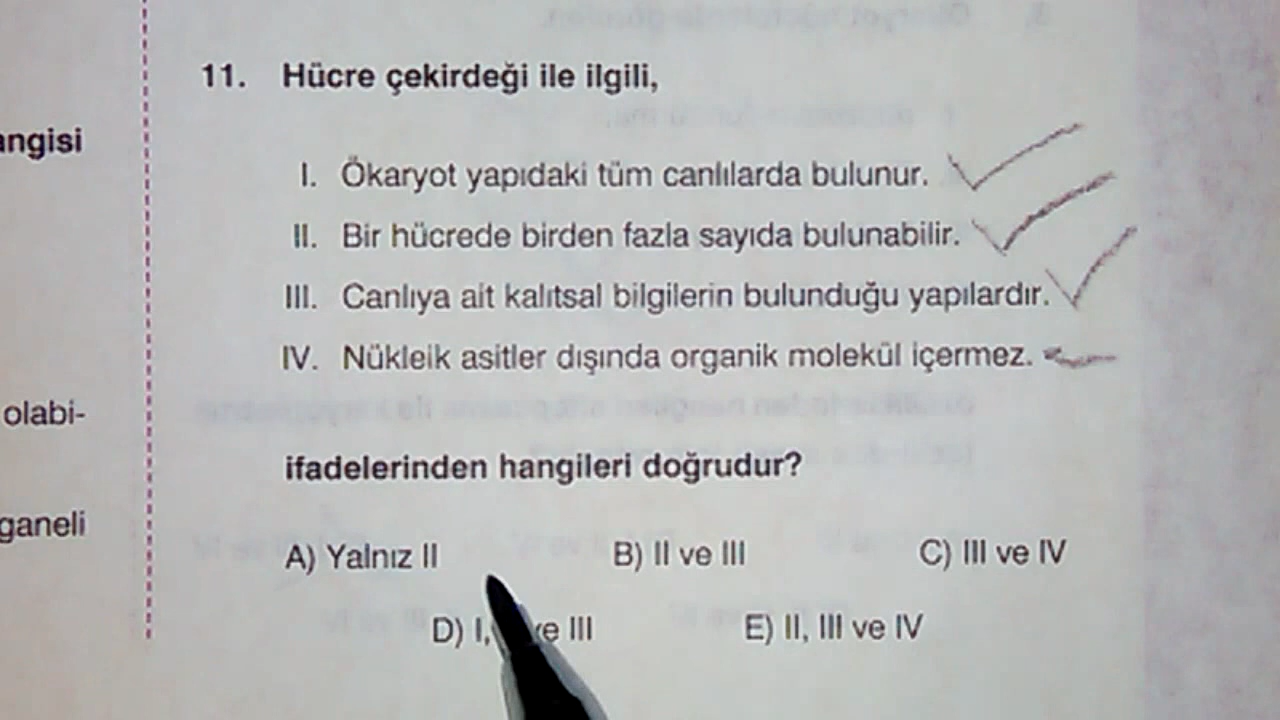 angisi
olabi-
ganeli
11. Hücre çekirdeği ile ilgili,
I. Ökaryot yapıdaki tüm canlılarda bulunur.
II. Bir hücrede birden fazla sayıda bulunabilir.
III. Canlıya ait kalıtsal bilgilerin bulunduğu yapılardır.
IV. Nükleik asitler dışında organik molekül içermez.
ifadelerinden hangileri doğrudur?
A) Yalnız II B) II ve III C) III ve IV
D) I, ve III E) II, III ve IV